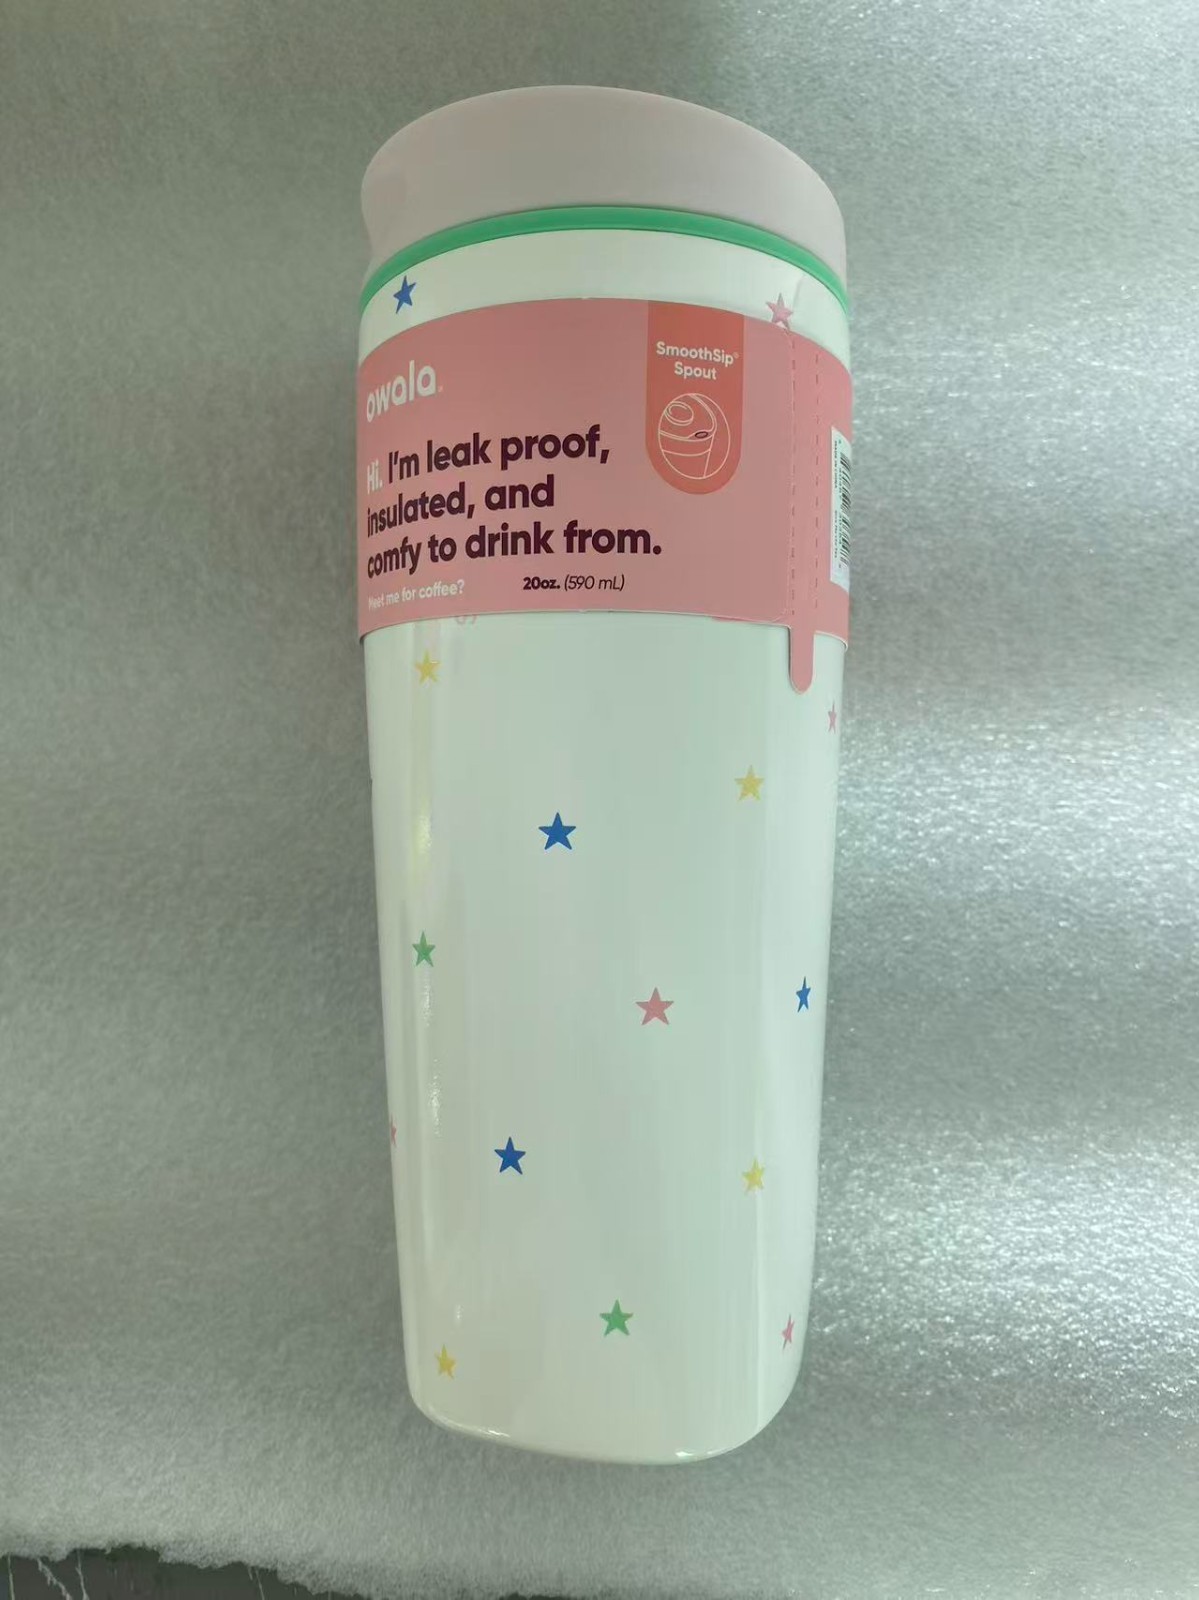 owala
SmoothSip®
Spout
Hi. I'm leak proof,
insulated, and
comfy to drink from.
Meet me for coffee?
20oz. (590 mL)